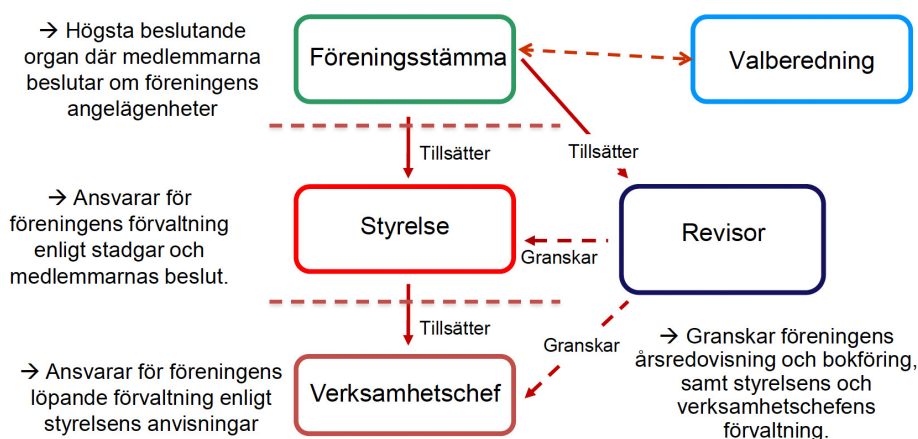 → Högsta beslutande
organ där medlemmarna
beslutar om föreningens
angelägenheter
Föreningsstämma
Valberedning
Tillsätter
Tillsätter
→ Ansvarar för
föreningens förvaltning
enligt stadgar och
medlemmarnas beslut.
Styrelse
Granskar
Revisor
Tillsätter
Granskar
→ Ansvarar för föreningens
löpande förvaltning enligt
styrelsens anvisningar
Verksamhetschef
→ Granskar föreningens
årsredovisning och bokföring,
samt styrelsens och
verksamhetschefens
förvaltning.